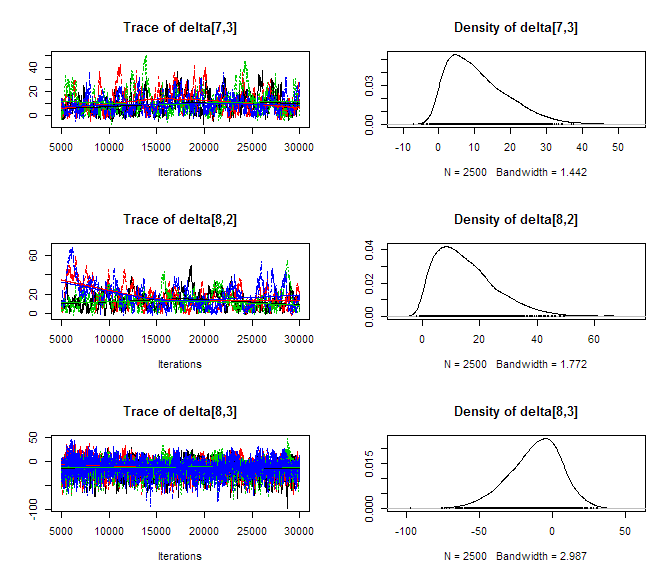 Trace of delta[7,3]
Density of delta[7,3]
0 20 40
5000 10000 15000 20000 25000 30000
Iterations
0.00 0.03
-10 0 10 20 30 40 50
N = 2500 Bandwidth = 1.442
Trace of delta[8,2]
Density of delta[8,2]
0 20 60
5000 10000 15000 20000 25000 30000
Iterations
0.00 0.02 0.04
0 20 40 60
N = 2500 Bandwidth = 1.772
Trace of delta[8,3]
Density of delta[8,3]
-100 0 50
5000 10000 15000 20000 25000 30000
Iterations
0.000 0.015
-100 -50 0 50
N = 2500 Bandwidth = 2.987